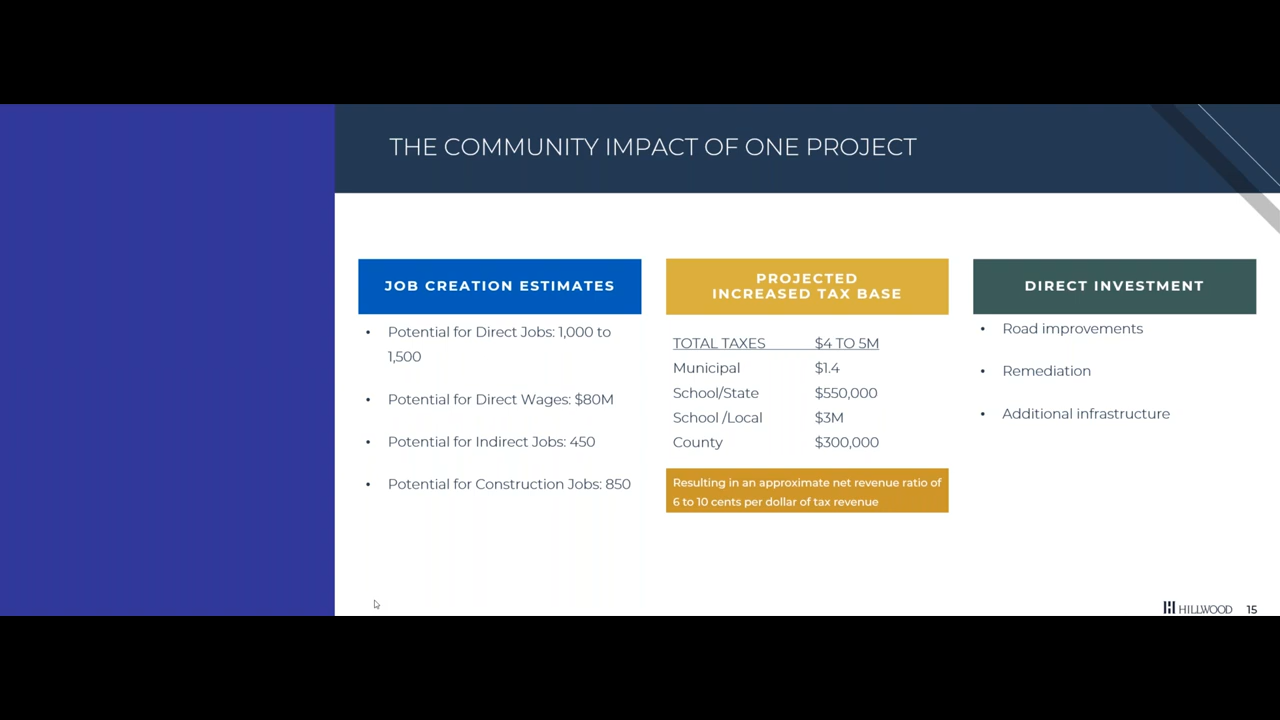 THE COMMUNITY IMPACT OF ONE PROJECT
JOB CREATION ESTIMATES
• Potential for Direct Jobs: 1,000 to
1,500
• Potential for Direct Wages: $80M
• Potential for Indirect Jobs: 450
• Potential for Construction Jobs: 850
PROJECTED
INCREASED TAX BASE
TOTAL TAXES $4 TO 5M
Municipal $1.4
School/State $550,000
School /Local $3M
County $300,000
Resulting in an approximate net revenue ratio of
6 to 10 cents per dollar of tax revenue
DIRECT INVESTMENT
• Road improvements
• Remediation
• Additional infrastructure
HILLWOOD 15